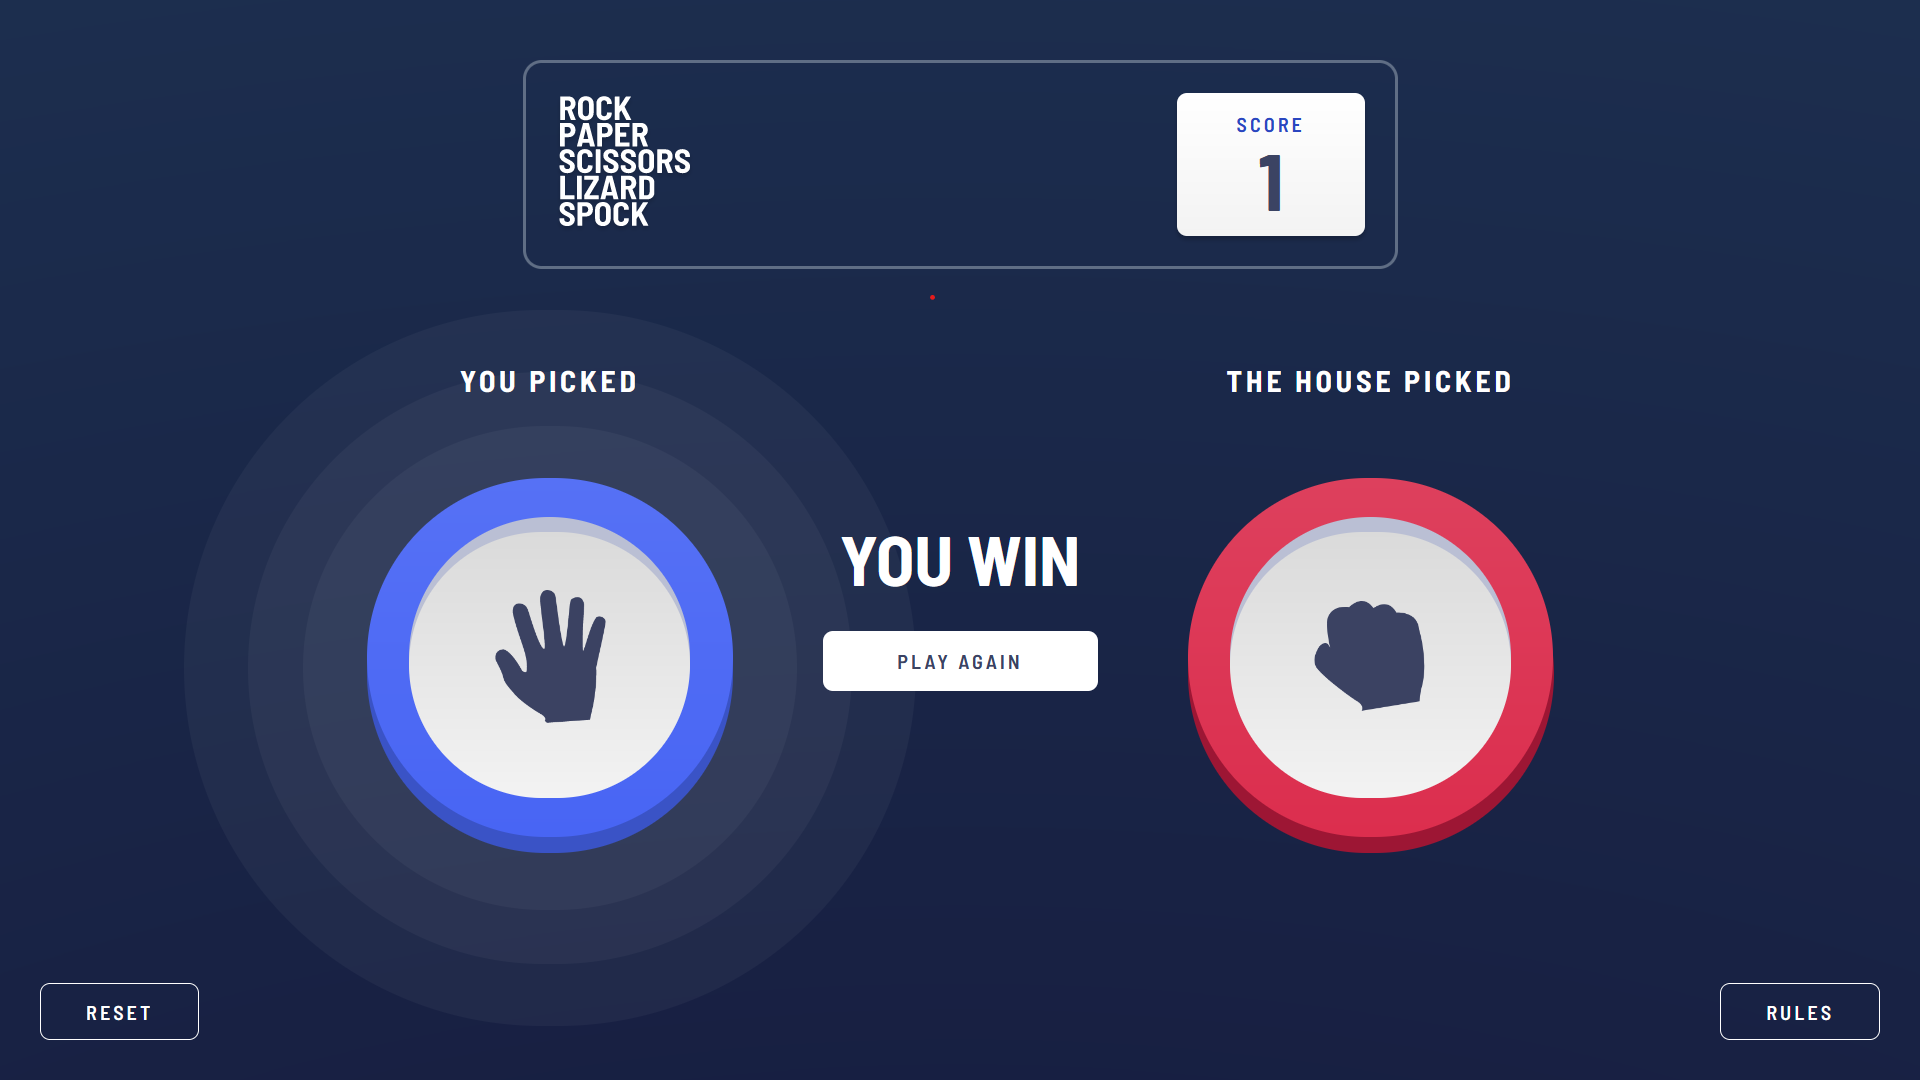 ROCK
PAPER
SCISSORS
LIZARD
SPOCK
SCORE
1
YOU PICKED
THE HOUSE PICKED
YOU WIN
PLAY AGAIN
RESET
RULES